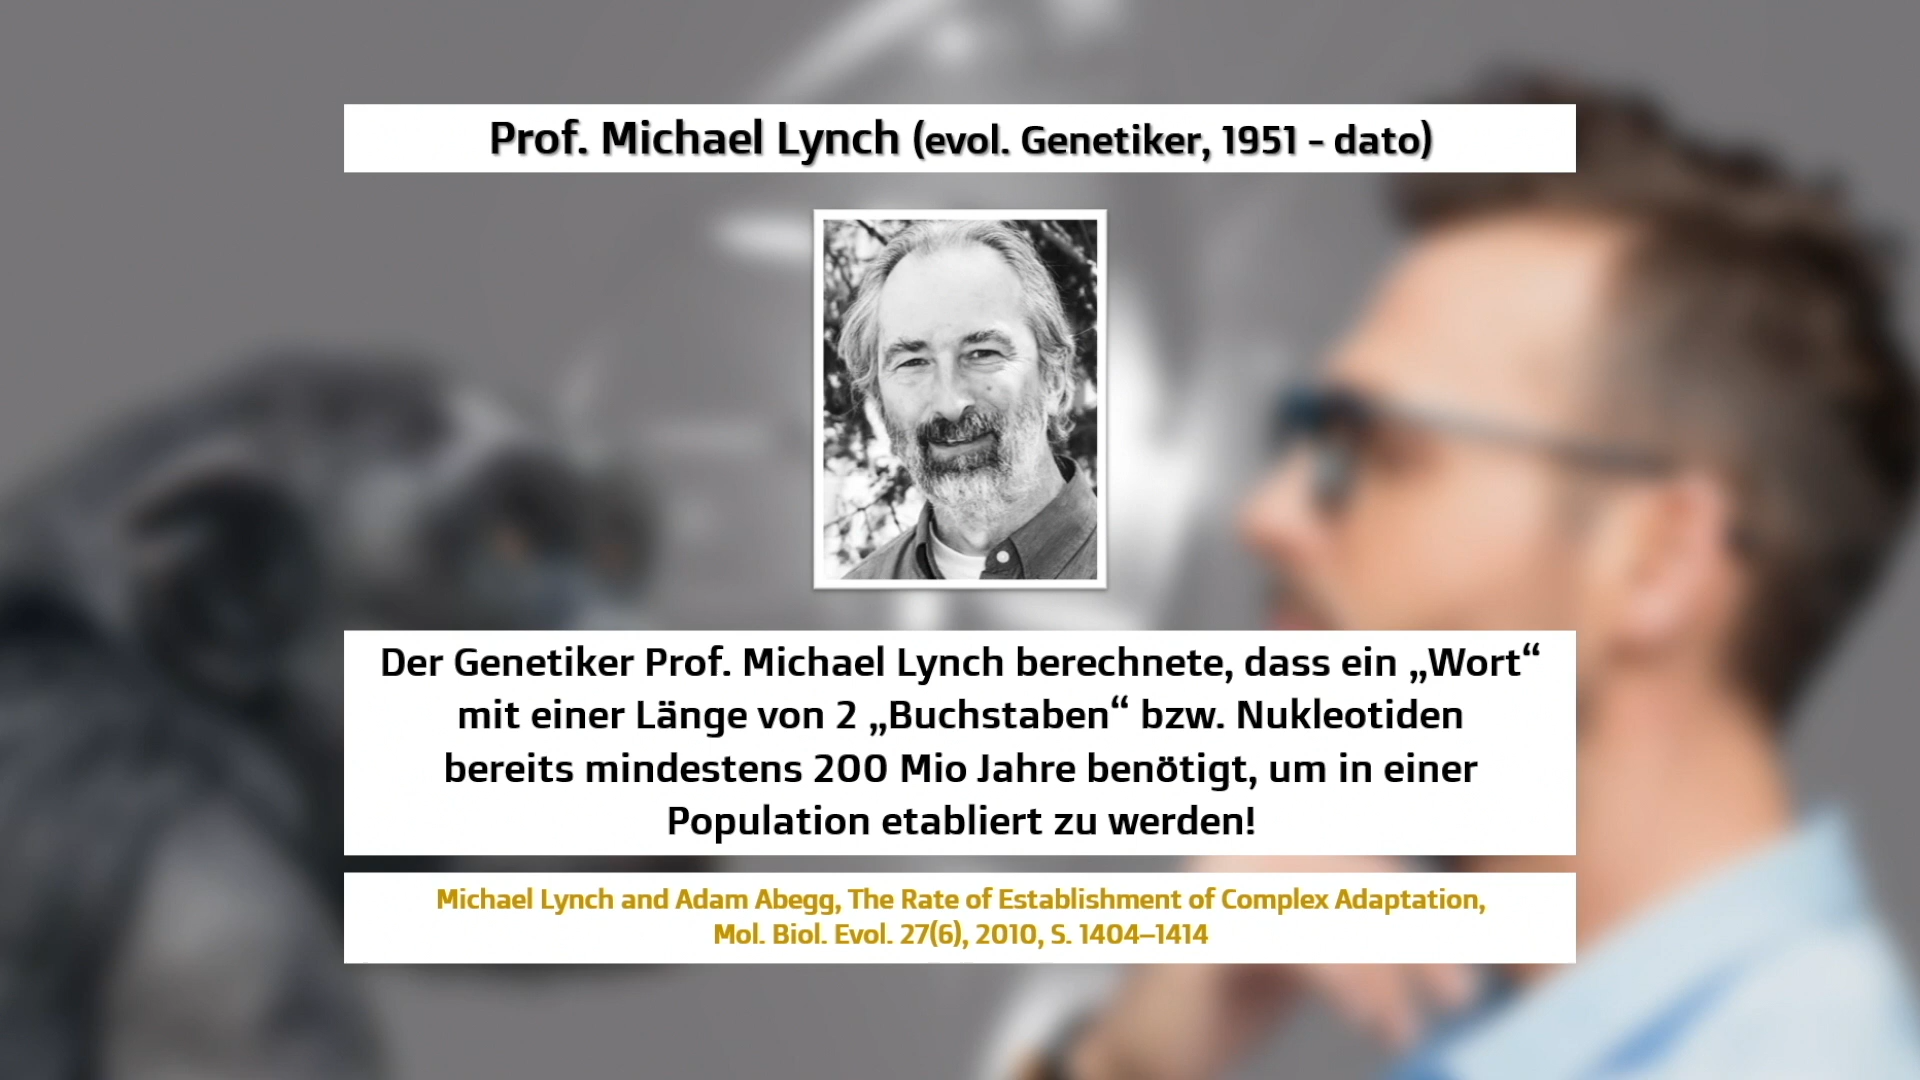 Prof. Michael Lynch (evol. Genetiker, 1951 - dato)
Der Genetiker Prof. Michael Lynch berechnete, dass ein „Wort“
mit einer Länge von 2 „Buchstaben“ bzw. Nukleotiden
bereits mindestens 200 Mio Jahre benötigt, um in einer
Population etabliert zu werden!
Michael Lynch and Adam Abegg, The Rate of Establishment of Complex Adaptation,
Mol. Biol. Evol. 27(6), 2010, S. 1404–1414